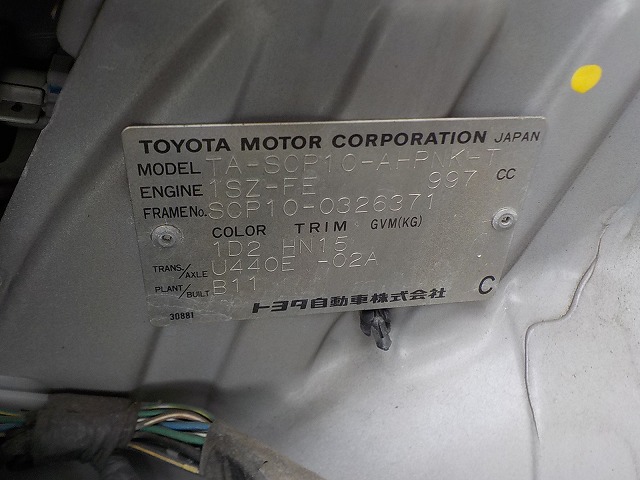 TOYOTA MOTOR CORPORATION JAPAN
MODEL TA-SCP10-AHPNK-T
ENGINE 1SZ-FE 997 CC
FRAME No. SCP10-0326371
COLOR TRIM GVM(KG)
1D2 HN15
TRANS/AXLE U440E -02A
PLANT/BUILT B11
トヨタ自動車株式会社 C
30881